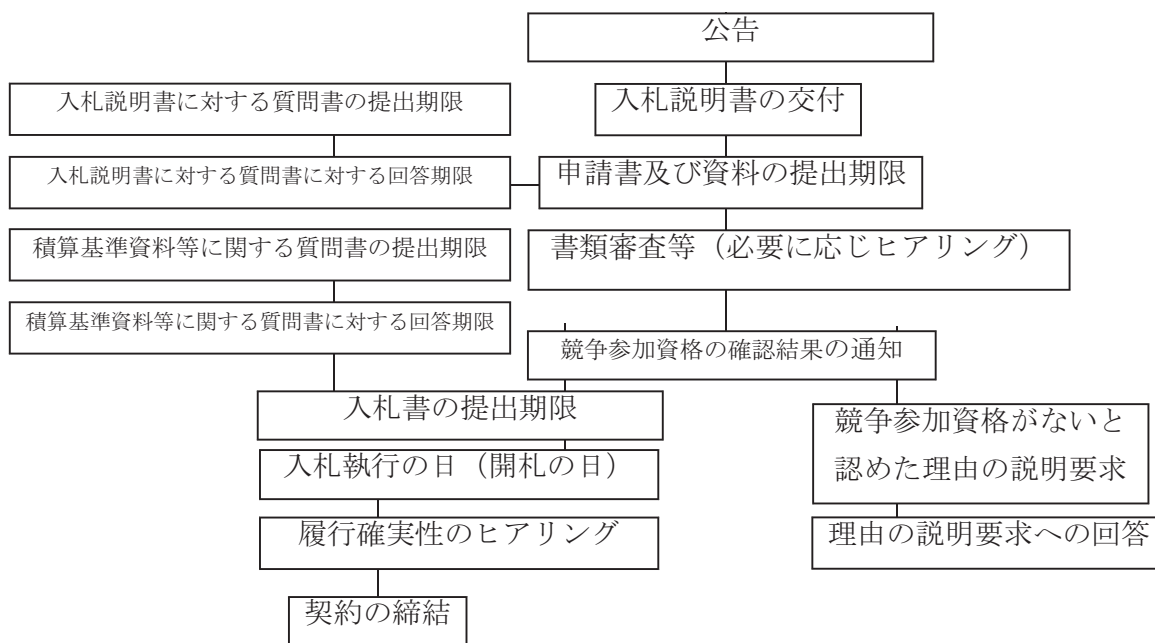 公告
入札説明書に対する質問書の提出期限
入札説明書の交付
入札説明書に対する質問書に対する回答期限
申請書及び資料の提出期限
積算基準資料等に関する質問書の提出期限
書類審査等（必要に応じヒアリング）
積算基準資料等に関する質問書に対する回答期限
競争参加資格の確認結果の通知
入札書の提出期限
競争参加資格がないと
認めた理由の説明要求
入札執行の日（開札の日）
履行確実性のヒアリング
理由の説明要求への回答
契約の締結